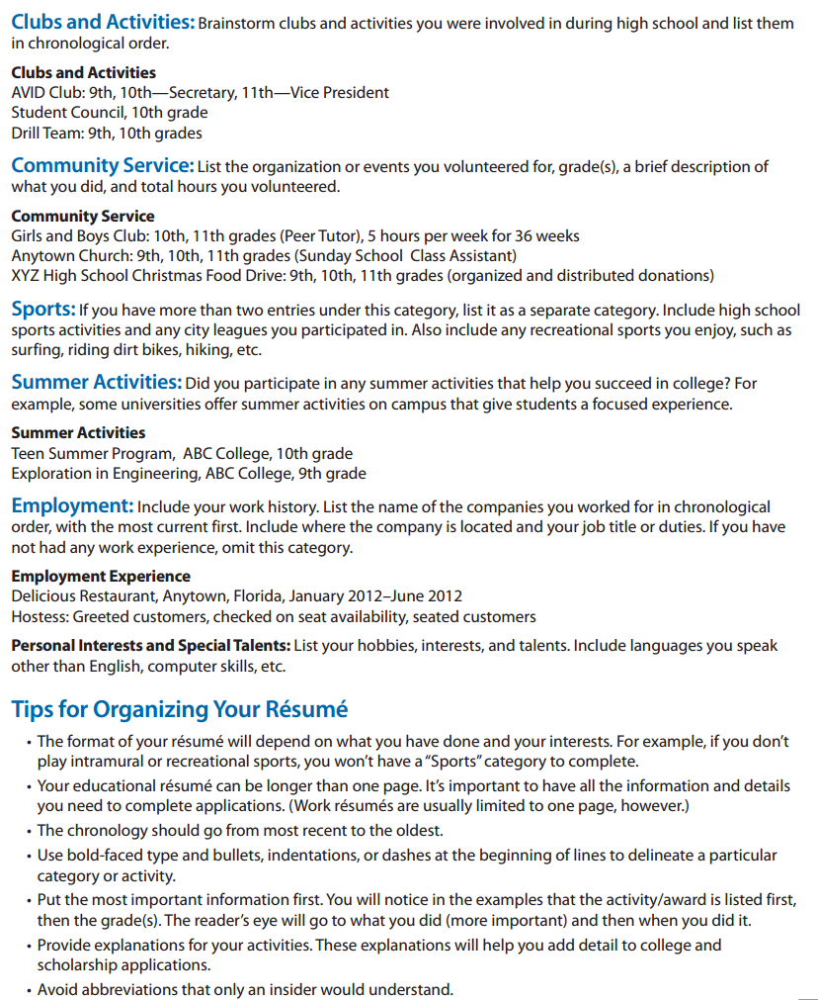 Clubs and Activities: Brainstorm clubs and activities you were involved in during high school and list them
in chronological order.
Clubs and Activities
AVID Club: 9th, 10th—Secretary, 11th—Vice President
Student Council, 10th grade
Drill Team: 9th, 10th grades
Community Service: List the organization or events you volunteered for, grade(s), a brief description of
what you did, and total hours you volunteered.
Community Service
Girls and Boys Club: 10th, 11th grades (Peer Tutor), 5 hours per week for 36 weeks
Anytown Church: 9th, 10th, 11th grades (Sunday School Class Assistant)
XYZ High School Christmas Food Drive: 9th, 10th, 11th grades (organized and distributed donations)
Sports: If you have more than two entries under this category, list it as a separate category. Include high school
sports activities and any city leagues you participated in. Also include any recreational sports you enjoy, such as
surfing, riding dirt bikes, hiking, etc.
Summer Activities: Did you participate in any summer activities that help you succeed in college? For
example, some universities offer summer activities on campus that give students a focused experience.
Summer Activities
Teen Summer Program, ABC College, 10th grade
Exploration in Engineering, ABC College, 9th grade
Employment: Include your work history. List the name of the companies you worked for in chronological
order, with the most current first. Include where the company is located and your job title or duties. If you have
not had any work experience, omit this category.
Employment Experience
Delicious Restaurant, Anytown, Florida, January 2012–June 2012
Hostess: Greeted customers, checked on seat availability, seated customers
Personal Interests and Special Talents: List your hobbies, interests, and talents. Include languages you speak
other than English, computer skills, etc.
Tips for Organizing Your Résumé
• The format of your résumé will depend on what you have done and your interests. For example, if you don't
play intramural or recreational sports, you won't have a "Sports" category to complete.
• Your educational résumé can be longer than one page. It's important to have all the information and details
you need to complete applications. (Work résumés are usually limited to one page, however.)
• The chronology should go from most recent to the oldest.
• Use bold-faced type and bullets, indentations, or dashes at the beginning of lines to delineate a particular
category or activity.
• Put the most important information first. You will notice in the examples that the activity/award is listed first,
then the grade(s). The reader's eye will go to what you did (more important) and then when you did it.
• Provide explanations for your activities. These explanations will help you add detail to college and
scholarship applications.
• Avoid abbreviations that only an insider would understand.